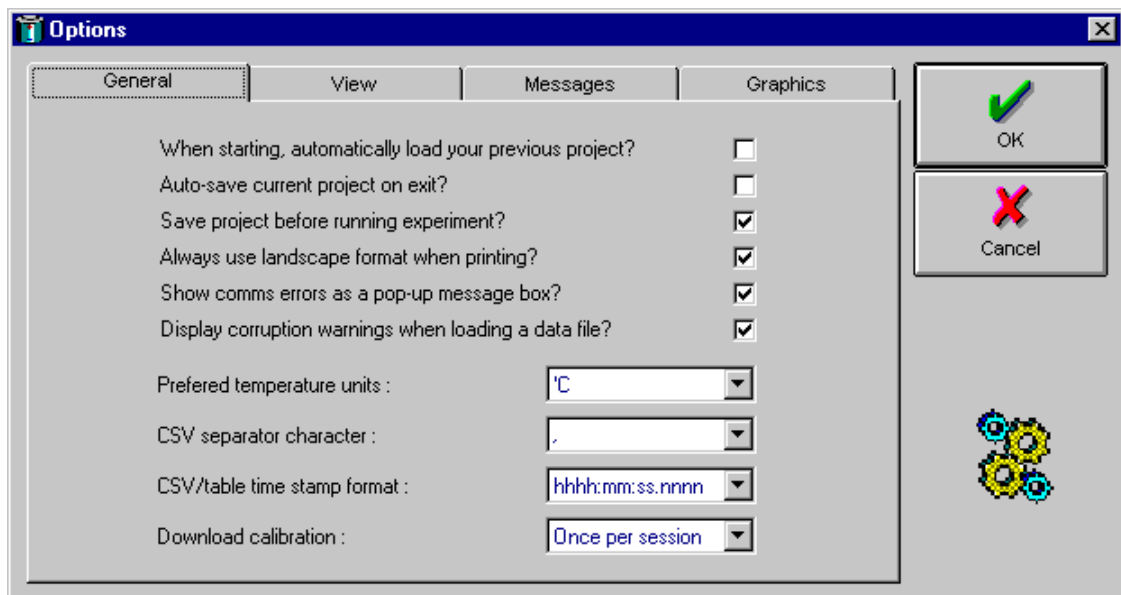 Options
General View Messages Graphics
When starting, automatically load your previous project?
Auto-save current project on exit?
Save project before running experiment?
Always use landscape format when printing?
Show comms errors as a pop-up message box?
Display corruption warnings when loading a data file?
Prefered temperature units : 'C
CSV separator character : ,
CSV/table time stamp format : hhhh:mm:ss.nnnn
Download calibration : Once per session
OK
Cancel